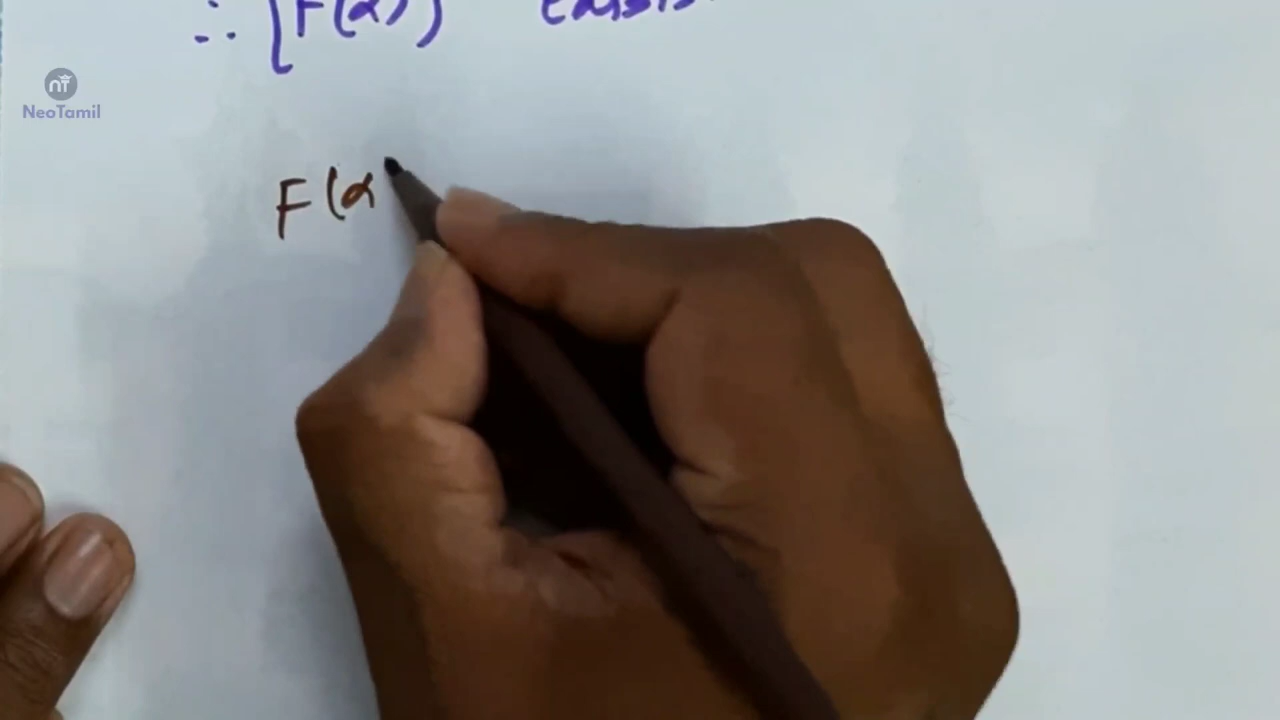 ∴ [F(α)]
NeoTamil
F(α